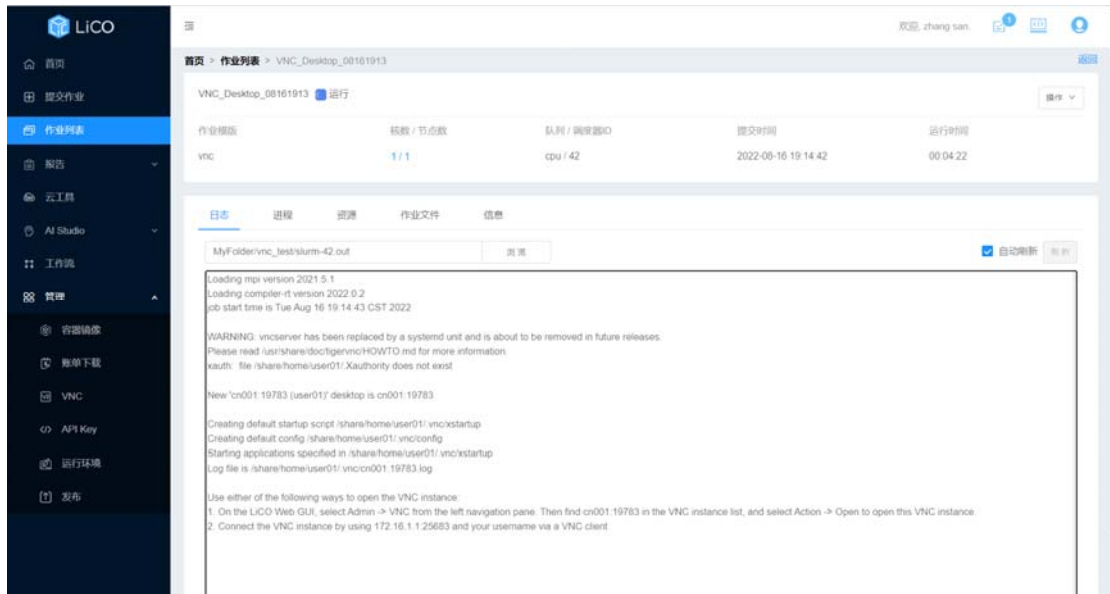 LiCO
欢迎, zhang san.
1
首页
提交作业
作业列表
报告
云工具
AI Studio
工作流
管理
容器镜像
账单下载
VNC
API Key
运行环境
发布
首页 > 作业列表 > VNC_Desktop_08161913
返回
VNC_Desktop_08161913 运行
操作
作业模版 核数 / 节点数 队列 / 调度器ID 提交时间 运行时间
vnc 1 / 1 cpu / 42 2022-08-16 19:14:42 00:04:22
日志 进程 资源 作业文件 信息
MyFolder/vnc_test/slurm-42.out 浏览 自动刷新 刷新
Loading mpi version 2021.5.1
Loading compiler-rt version 2022.0.2
job start time is Tue Aug 16 19:14:43 CST 2022
WARNING: vncserver has been replaced by a systemd unit and is about to be removed in future releases.
Please read /usr/share/doc/tigervnc/HOWTO.md for more information.
xauth: file /share/home/user01/.Xauthority does not exist
New 'cn001:19783 (user01)' desktop is cn001:19783
Creating default startup script /share/home/user01/.vnc/xstartup
Creating default config /share/home/user01/.vnc/config
Starting applications specified in /share/home/user01/.vnc/xstartup
Log file is /share/home/user01/.vnc/cn001:19783.log
Use either of the following ways to open the VNC instance:
1. On the LiCO Web GUI, select Admin -> VNC from the left navigation pane. Then find cn001:19783 in the VNC instance list, and select Action -> Open to open this VNC instance.
2. Connect the VNC instance by using 172.16.1.1:25683 and your username via a VNC client